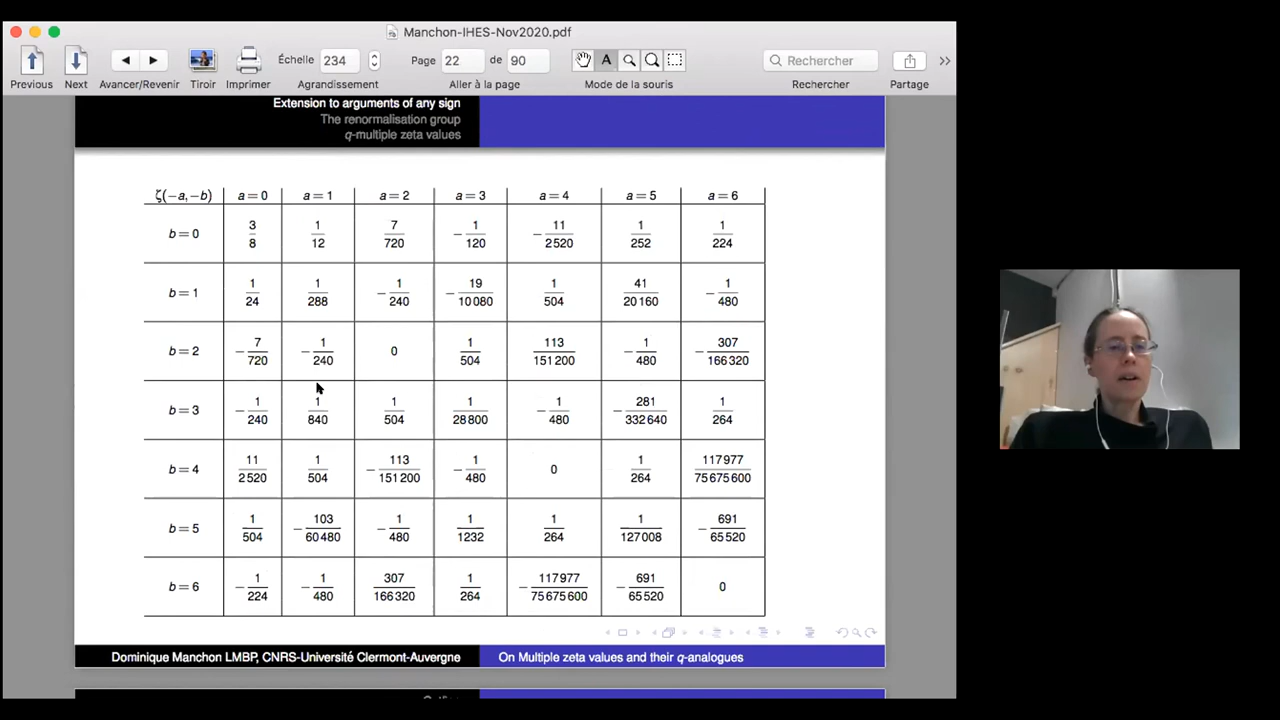 Manchon-IHES-Nov2020.pdf
Échelle 234 Page 22 de 90 Rechercher
Previous Next Avancer/Revenir Tiroir Imprimer Agrandissement Aller à la page Mode de la souris Rechercher Partage
Extension to arguments of any sign
The renormalisation group
q-multiple zeta values
ζ(−a,−b) a=0 a=1 a=2 a=3 a=4 a=5 a=6
b=0 3/8 1/12 7/720 −1/120 −11/2520 1/252 1/224
b=1 1/24 1/288 −1/240 −19/10080 1/504 41/20160 −1/480
b=2 −7/720 −1/240 0 1/504 113/151200 −1/480 −307/166320
b=3 −1/240 1/840 1/504 1/28800 −1/480 −281/332640 1/264
b=4 11/2520 1/504 −113/151200 −1/480 0 1/264 117977/75675600
b=5 1/504 −103/60480 −1/480 1/1232 1/264 1/127008 −691/65520
b=6 −1/224 −1/480 307/166320 1/264 −117977/75675600 −691/65520 0
Dominique Manchon LMBP, CNRS-Université Clermont-Auvergne On Multiple zeta values and their q-analogues